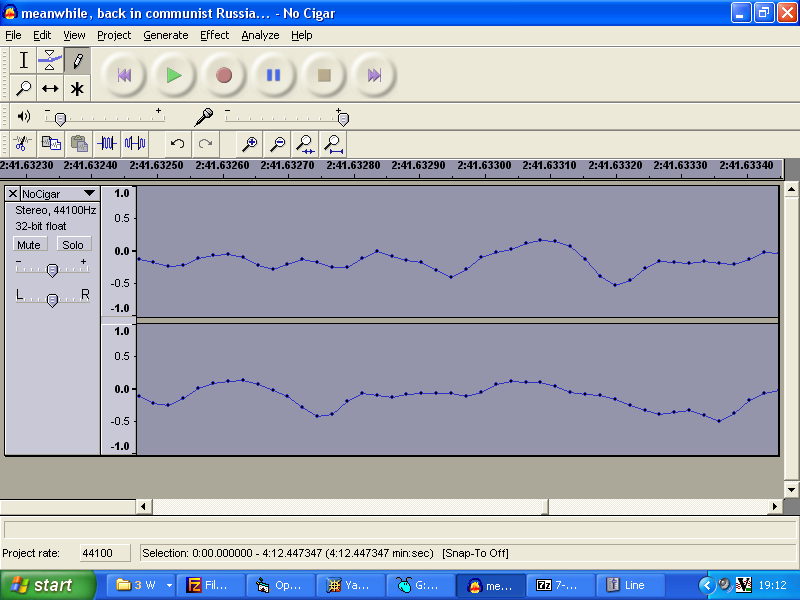 meanwhile, back in communist Russia... - No Cigar
File Edit View Project Generate Effect Analyze Help
2:41.63230 2:41.63240 2:41.63250 2:41.63260 2:41.63270 2:41.63280 2:41.63290 2:41.63300 2:41.63310 2:41.63320 2:41.63330 2:41.63340
NoCigar
Stereo, 44100Hz
32-bit float
Mute Solo
- +
L R
1.0
0.5
0.0
-0.5
-1.0
1.0
0.5
0.0
-0.5
-1.0
Project rate: 44100 Selection: 0:00.000000 - 4:12.447347 (4:12.447347 min:sec) [Snap-To Off]
start 3 W Fil... Op... Ya... G:... me... 7-... Line 19:12